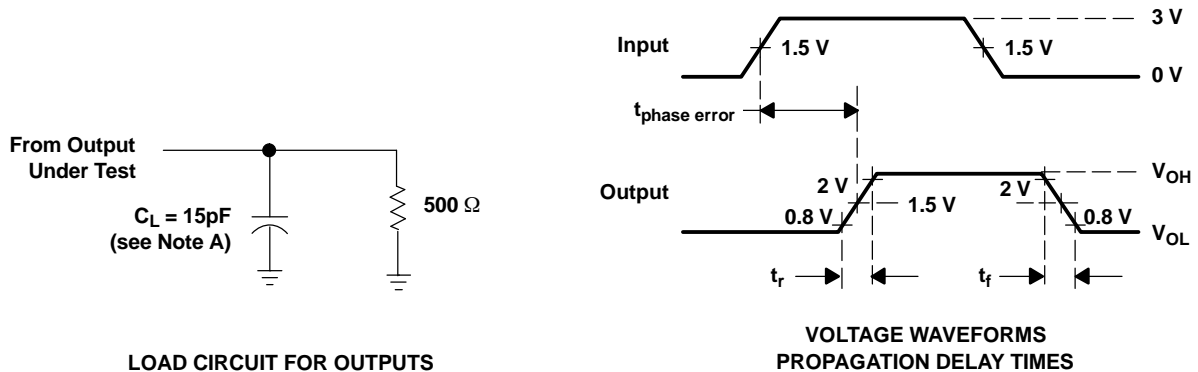 From Output
Under Test
C_L = 15pF
(see Note A)
500 Ω
LOAD CIRCUIT FOR OUTPUTS
Input
3 V
1.5 V
1.5 V
0 V
t_phase error
Output
2 V
0.8 V
1.5 V
2 V
0.8 V
V_OH
V_OL
t_r
t_f
VOLTAGE WAVEFORMS
PROPAGATION DELAY TIMES